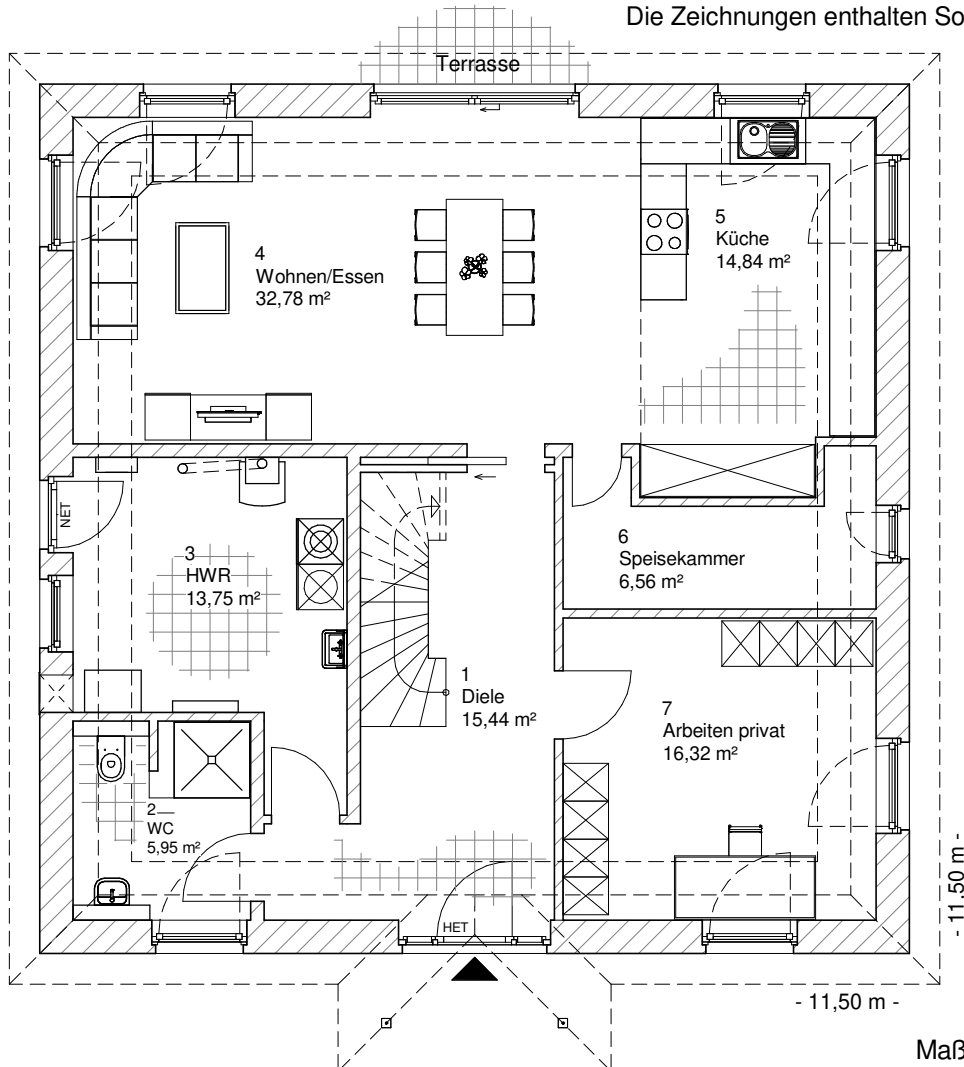 Die Zeichnungen enthalten So
Terrasse
4
Wohnen/Essen
32,78 m²
5
Küche
14,84 m²
NET
3
HWR
13,75 m²
6
Speisekammer
6,56 m²
1
Diele
15,44 m²
7
Arbeiten privat
16,32 m²
2
WC
5,95 m²
HET
- 11,50 m -
- 11,50 m -
Maß